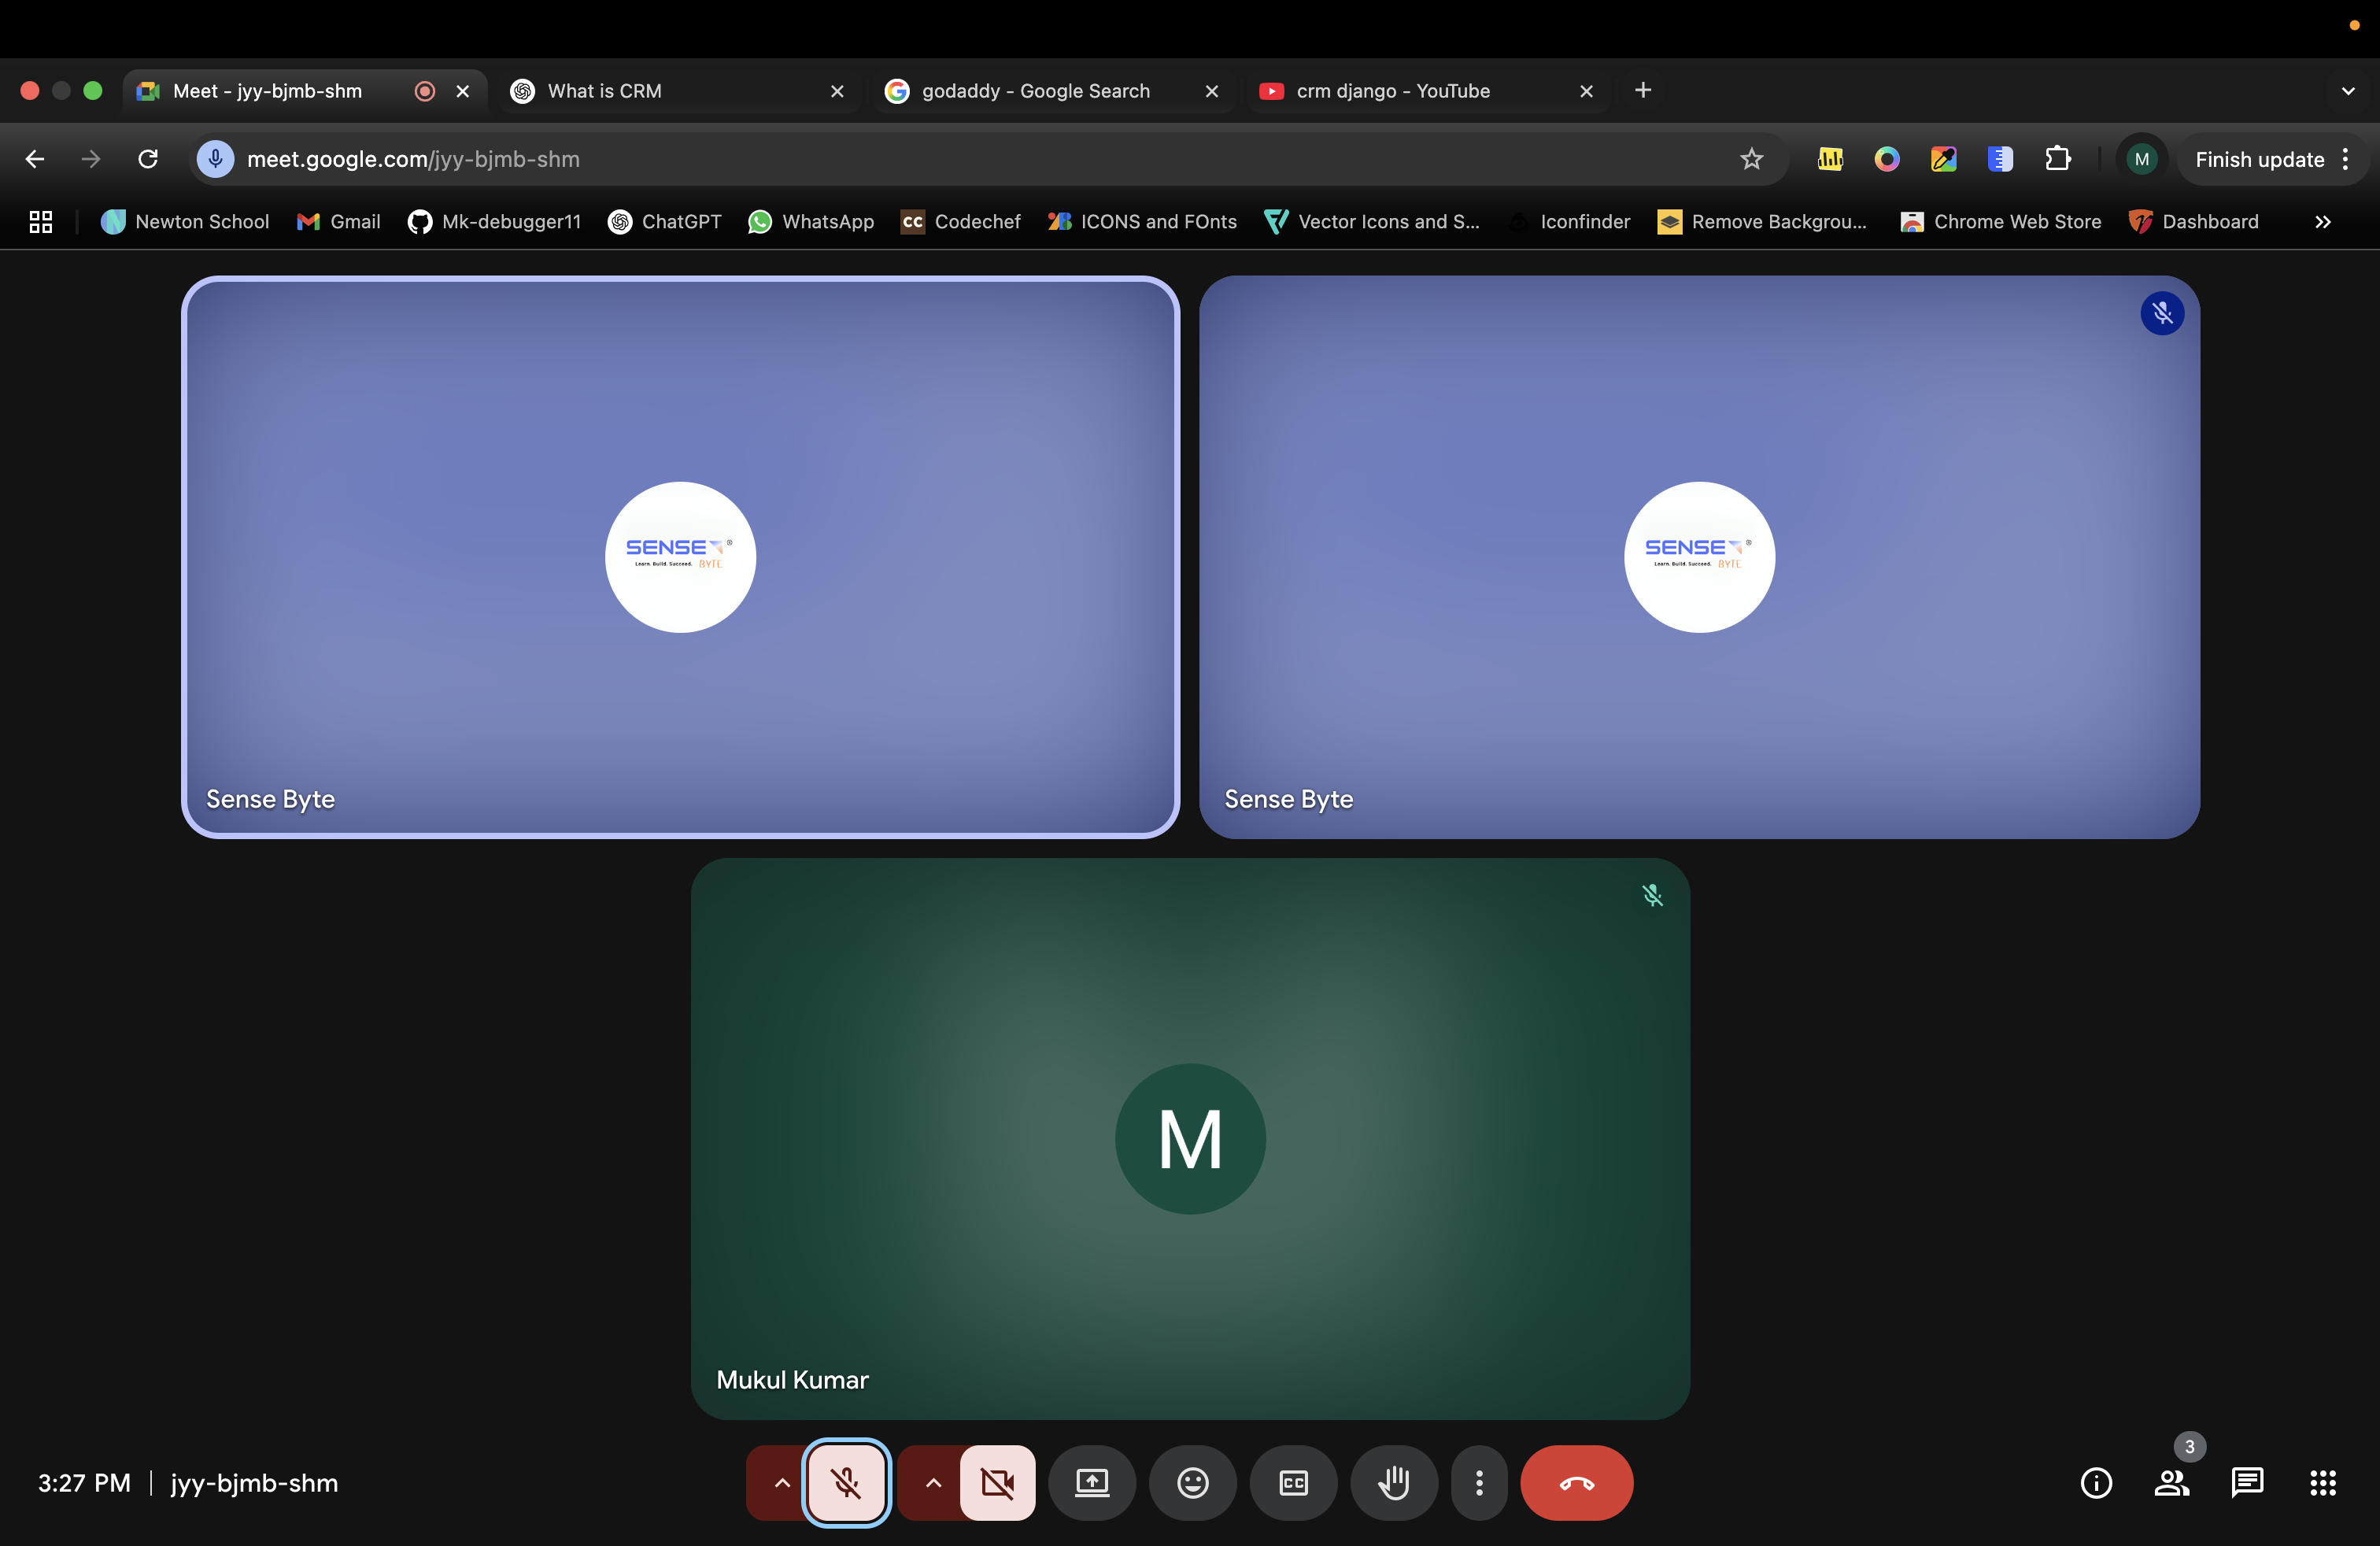 Meet - jyy-bjmb-shm
What is CRM
godaddy - Google Search
crm django - YouTube
meet.google.com/jyy-bjmb-shm
M
Finish update
Newton School
Gmail
Mk-debugger11
ChatGPT
WhatsApp
CC
Codechef
ICONS and FOnts
Vector Icons and S...
Iconfinder
Remove Backgrou...
Chrome Web Store
Dashboard
SENSE ®
Learn. Build. Succeed. BYTE
Sense Byte
SENSE ®
Learn. Build. Succeed. BYTE
Sense Byte
M
Mukul Kumar
3:27 PM | jyy-bjmb-shm
CC
3